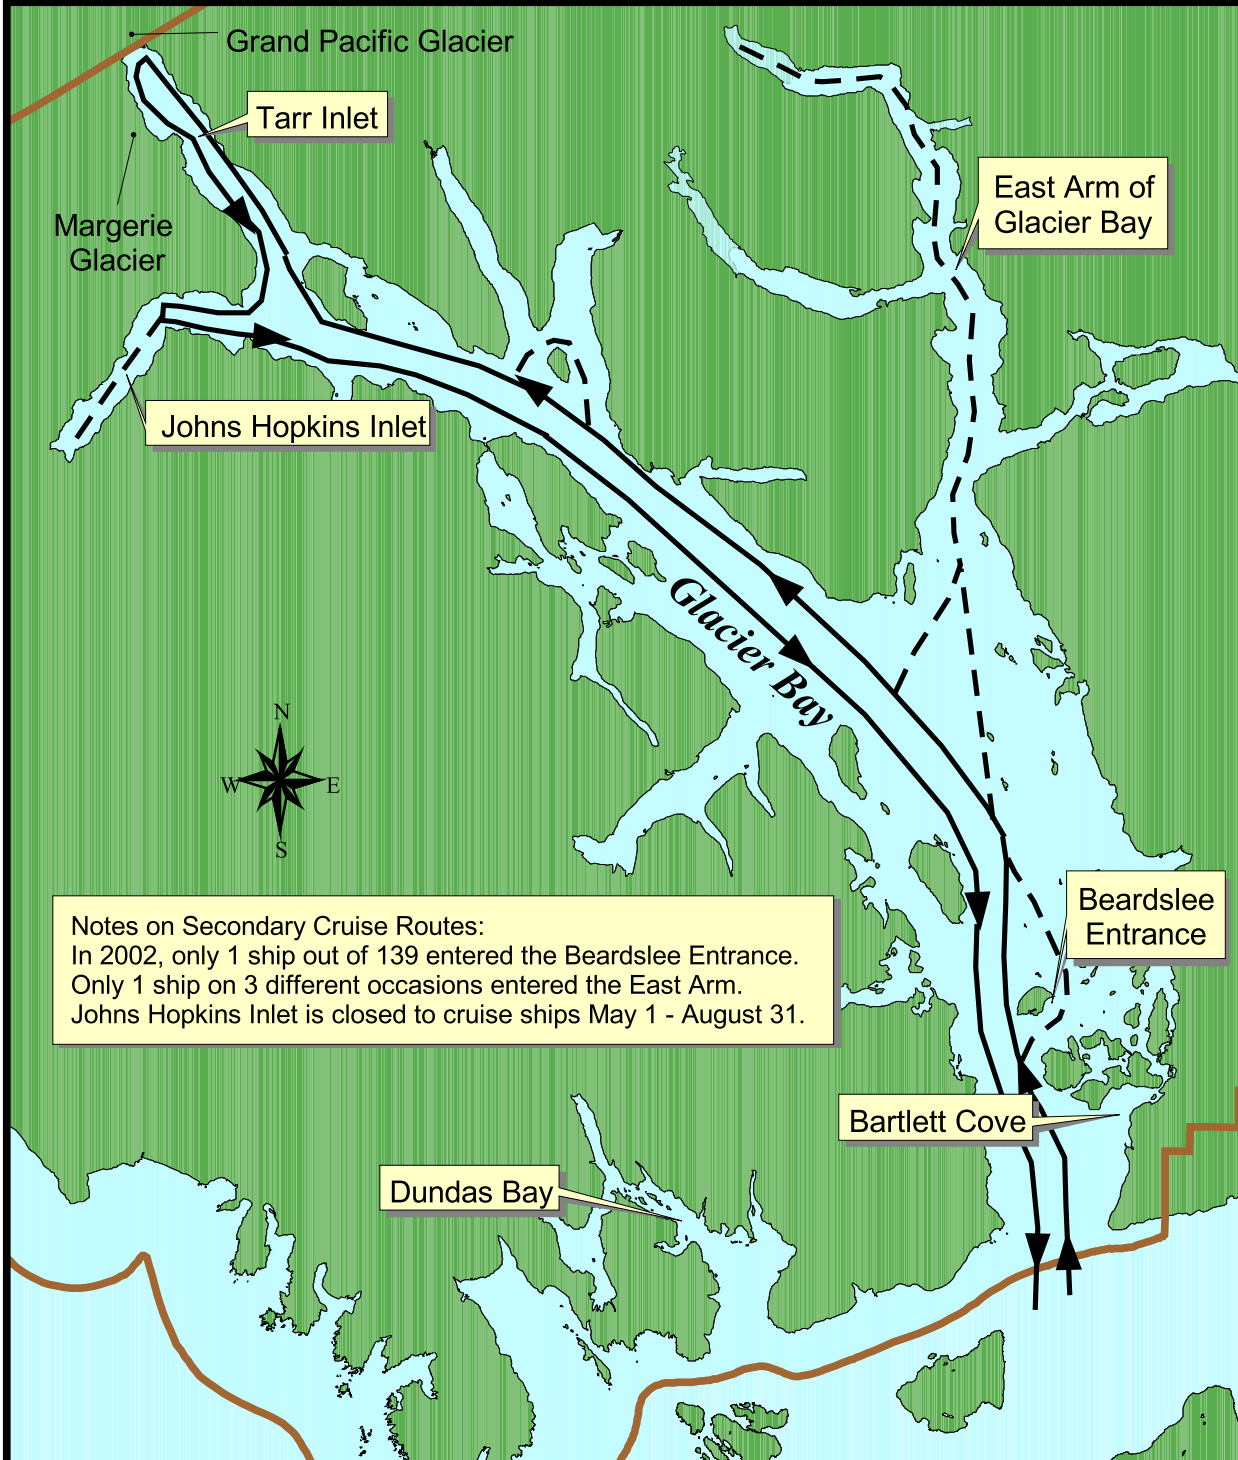 Grand Pacific Glacier
Tarr Inlet
East Arm of
Glacier Bay
Margerie
Glacier
Johns Hopkins Inlet
Glacier Bay
N
W
E
S
Beardslee
Entrance
Notes on Secondary Cruise Routes:
In 2002, only 1 ship out of 139 entered the Beardslee Entrance.
Only 1 ship on 3 different occasions entered the East Arm.
Johns Hopkins Inlet is closed to cruise ships May 1 - August 31.
Bartlett Cove
Dundas Bay